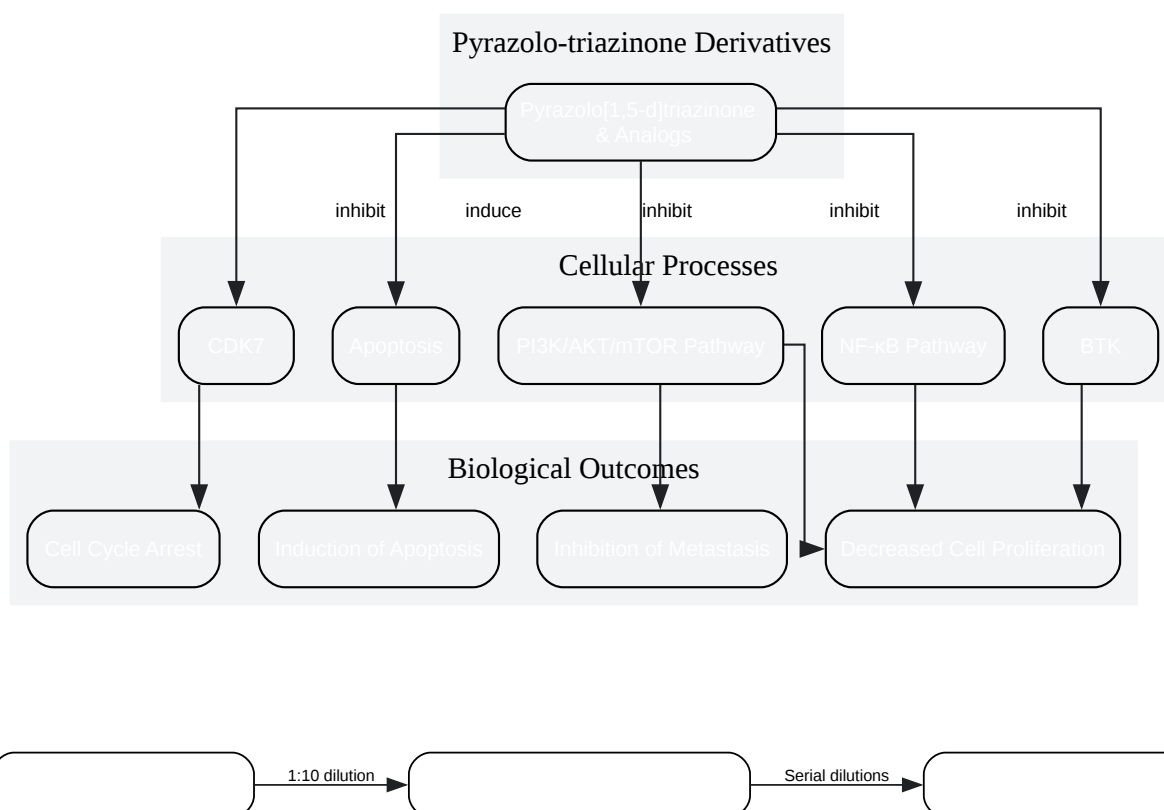 Pyrazolo-triazinone Derivatives
Pyrazolo[1,5-d]triazinone
& Analogs
inhibit
induce
inhibit
inhibit
inhibit
Cellular Processes
CDK7
Apoptosis
PI3K/AKT/mTOR Pathway
NF-κB Pathway
BTK
Biological Outcomes
Cell Cycle Arrest
Induction of Apoptosis
Inhibition of Metastasis
Decreased Cell Proliferation
1:10 dilution
Serial dilutions